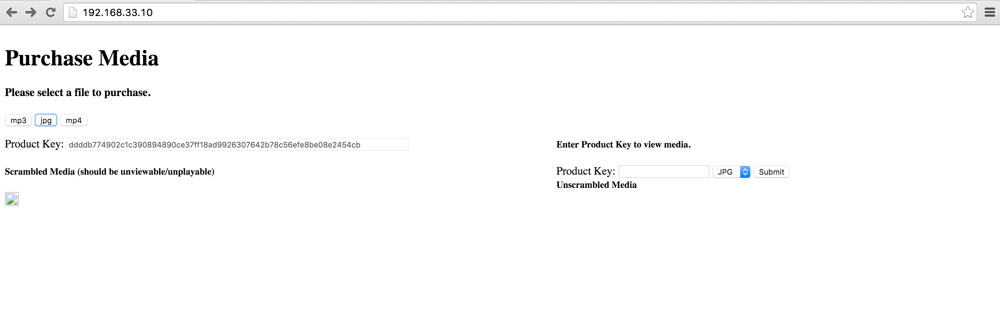 192.168.33.10
Purchase Media
Please select a file to purchase.
mp3 jpg mp4
Product Key: ddddb774902c1c390894890ce37ff18ad9926307642b78c56efe8be08e2454cb
Scrambled Media (should be unviewable/unplayable)
Enter Product Key to view media.
Product Key: JPG Submit
Unscrambled Media